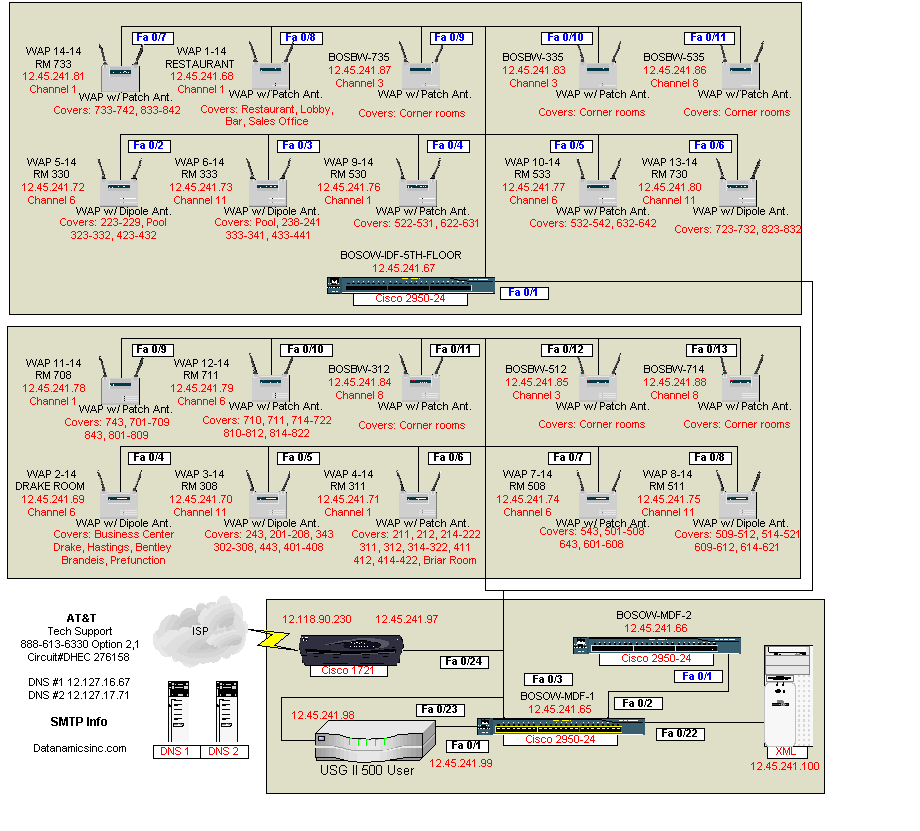 Fa 0/7
WAP 14-14
RM 733
12.45.241.81
Channel 1
WAP w/ Patch Ant.
Covers: 733-742, 833-842
Fa 0/8
WAP 1-14
RESTAURANT
12.45.241.68
Channel 1
WAP w/ Patch Ant.
Covers: Restaurant, Lobby,
Bar, Sales Office
Fa 0/9
BOSBW-735
12.45.241.87
Channel 3
WAP w/ Patch Ant.
Covers: Corner rooms
Fa 0/10
BOSBW-335
12.45.241.83
Channel 3
WAP w/ Patch Ant.
Covers: Corner rooms
Fa 0/11
BOSBW-535
12.45.241.86
Channel 8
WAP w/ Patch Ant.
Covers: Corner rooms
Fa 0/2
WAP 5-14
RM 330
12.45.241.72
Channel 6
WAP w/ Dipole Ant.
Covers: 223-229, Pool
323-332, 423-432
Fa 0/3
WAP 6-14
RM 333
12.45.241.73
Channel 11
WAP w/ Dipole Ant.
Covers: Pool, 238-241
333-341, 433-441
Fa 0/4
WAP 9-14
RM 530
12.45.241.76
Channel 1
WAP w/ Patch Ant.
Covers: 522-531, 622-631
Fa 0/5
WAP 10-14
RM 533
12.45.241.77
Channel 6
WAP w/ Patch Ant.
Covers: 532-542, 632-642
Fa 0/6
WAP 13-14
RM 730
12.45.241.80
Channel 11
WAP w/ Dipole Ant.
Covers: 723-732, 823-832
BOSOW-IDF-5TH-FLOOR
12.45.241.67
Cisco 2950-24
Fa 0/1
Fa 0/9
WAP 11-14
RM 708
12.45.241.78
Channel 1
WAP w/ Patch Ant.
Covers: 743, 701-709
843, 801-809
Fa 0/10
WAP 12-14
RM 711
12.45.241.79
Channel 6
WAP w/ Patch Ant.
Covers: 710, 711, 714-722
810-812, 814-822
Fa 0/11
BOSBW-312
12.45.241.84
Channel 8
WAP w/ Patch Ant.
Covers: Corner rooms
Fa 0/12
BOSBW-512
12.45.241.85
Channel 3
WAP w/ Patch Ant.
Covers: Corner rooms
Fa 0/13
BOSBW-714
12.45.241.88
Channel 8
WAP w/ Patch Ant.
Covers: Corner rooms
Fa 0/4
WAP 2-14
DRAKE ROOM
12.45.241.69
Channel 6
WAP w/ Dipole Ant.
Covers: Business Center
Drake, Hastings, Bentley
Brandeis, Prefunction
Fa 0/5
WAP 3-14
RM 308
12.45.241.70
Channel 11
WAP w/ Dipole Ant.
Covers: 243, 201-208, 343
302-308, 443, 401-408
Fa 0/6
WAP 4-14
RM 311
12.45.241.71
Channel 1
WAP w/ Patch Ant.
Covers: 211, 212, 214-222
311, 312, 314-322, 411
412, 414-422, Briar Room
Fa 0/7
WAP 7-14
RM 508
12.45.241.74
Channel 6
WAP w/ Patch Ant.
Covers: 543, 501-508
643, 601-608
Fa 0/8
WAP 8-14
RM 511
12.45.241.75
Channel 11
WAP w/ Dipole Ant.
Covers: 509-512, 514-521
609-612, 614-621
AT&T
Tech Support
888-613-6330 Option 2,1
Circuit#DHEC 276158
DNS #1 12.127.16.67
DNS #2 12.127.17.71
SMTP Info
Datanamicsinc.com
ISP
DNS 1
DNS 2
12.118.90.230
12.45.241.97
Cisco 1721
Fa 0/24
BOSOW-MDF-2
12.45.241.66
Cisco 2950-24
Fa 0/1
Fa 0/3
BOSOW-MDF-1
12.45.241.65
Fa 0/2
Cisco 2950-24
Fa 0/22
Fa 0/23
12.45.241.98
USG II 500 User
Fa 0/1
12.45.241.99
XML
12.45.241.100